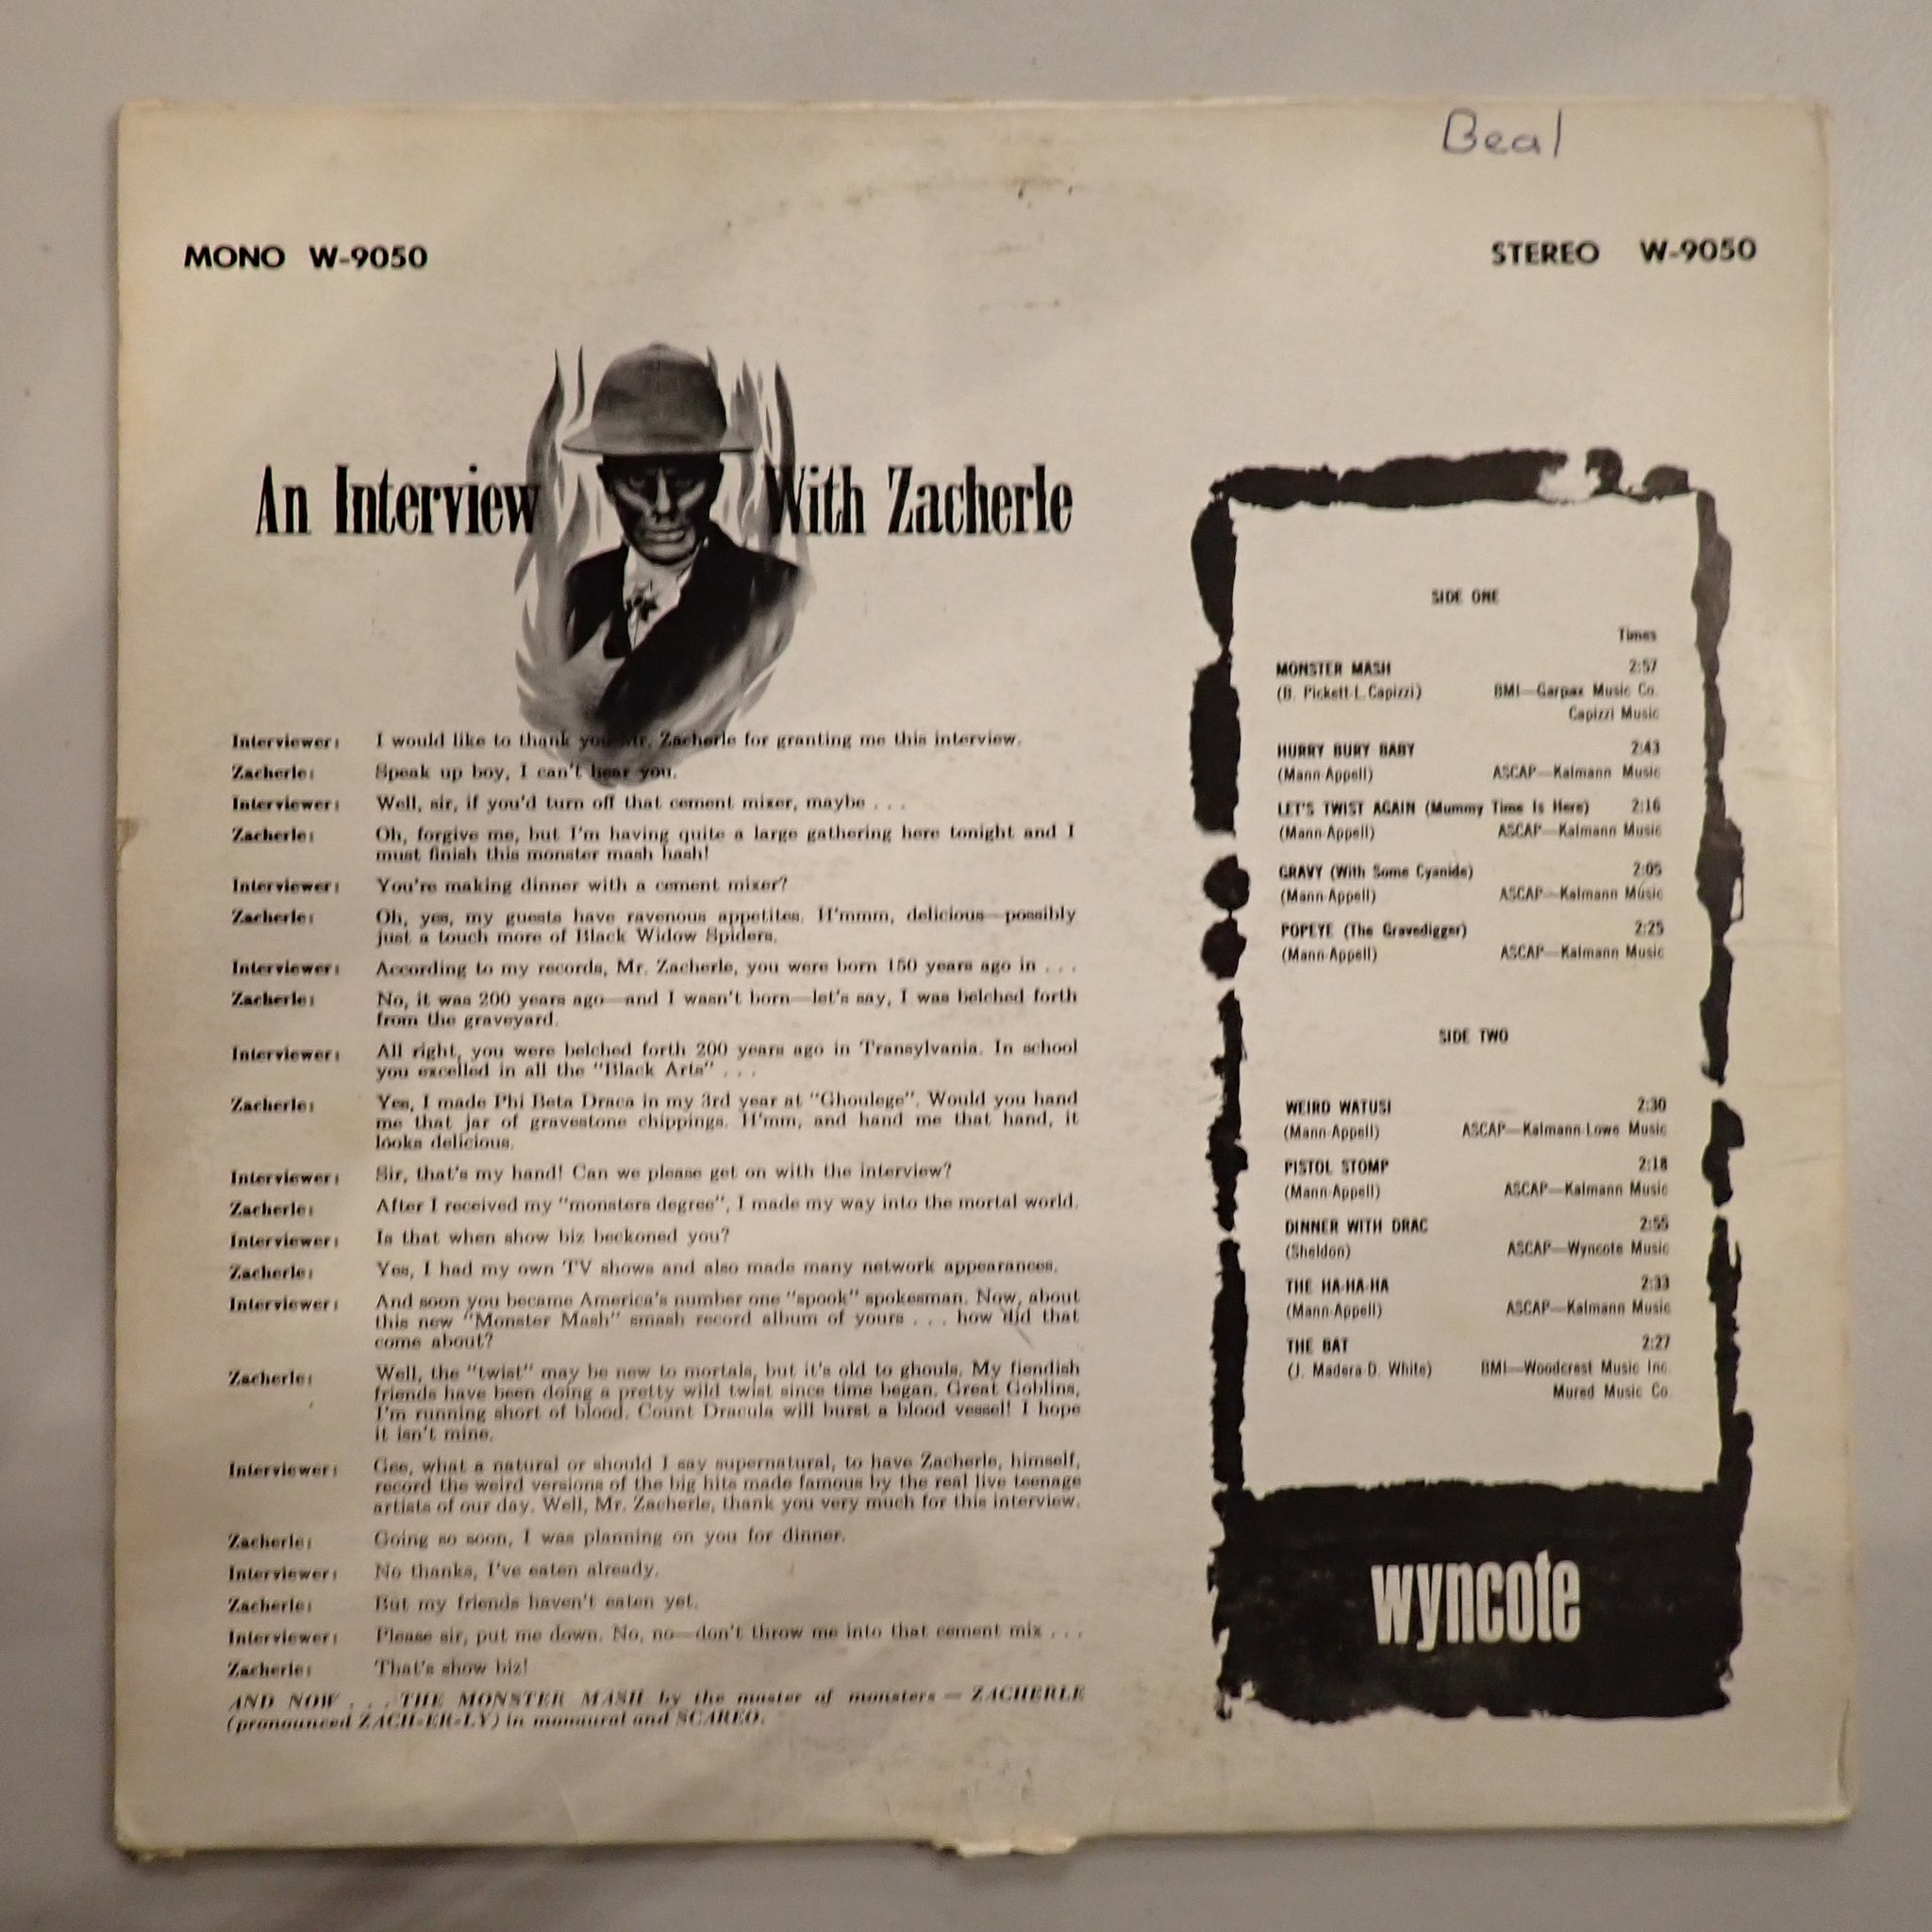 Beal
MONO W-9050
STEREO W-9050
An Interview With Zacherle
Interviewer: I would like to thank you Mr. Zacherle for granting me this interview.
Zacherle: Speak up boy, I can't hear you.
Interviewer: Well, sir, if you'd turn off that cement mixer, maybe . . .
Zacherle: Oh, forgive me, but I'm having quite a large gathering here tonight and I
must finish this monster mash hash!
Interviewer: You're making dinner with a cement mixer?
Zacherle: Oh, yes, my guests have ravenous appetites. H'mmm, delicious—possibly
just a touch more of Black Widow Spiders.
Interviewer: According to my records, Mr. Zacherle, you were born 150 years ago in . . .
Zacherle: No, it was 200 years ago—and I wasn't born—let's say, I was belched forth
from the graveyard.
Interviewer: All right, you were belched forth 200 years ago in Transylvania. In school
you excelled in all the "Black Arts" . . .
Zacherle: Yes, I made Phi Beta Draca in my 3rd year at "Ghoulege". Would you hand
me that jar of gravestone chippings. H'mm, and hand me that hand, it
looks delicious.
Interviewer: Sir, that's my hand! Can we please get on with the interview?
Zacherle: After I received my "monsters degree", I made my way into the mortal world.
Interviewer: Is that when show biz beckoned you?
Zacherle: Yes, I had my own TV shows and also made many network appearances.
Interviewer: And soon you became America's number one "spook" spokesman. Now, about
this new "Monster Mash" smash record album of yours . . . how did that
come about?
Zacherle: Well, the "twist" may be new to mortals, but it's old to ghouls. My fiendish
friends have been doing a pretty wild twist since time began. Great Goblins,
I'm running short of blood. Count Dracula will burst a blood vessel! I hope
it isn't mine.
Interviewer: Gee, what a natural or should I say supernatural, to have Zacherle, himself,
record the weird versions of the big hits made famous by the real live teenage
artists of our day. Well, Mr. Zacherle, thank you very much for this interview.
Zacherle: Going so soon, I was planning on you for dinner.
Interviewer: No thanks, I've eaten already.
Zacherle: But my friends haven't eaten yet.
Interviewer: Please sir, put me down. No, no—don't throw me into that cement mix . . .
Zacherle: That's show biz!
AND NOW . . . THE MONSTER MASH by the master of monsters — ZACHERLE
(pronounced ZACH-ER-LY) in monaural and SCAREO.
SIDE ONE
Times
MONSTER MASH 2:57
(B. Pickett-L. Capizzi) BMI—Garpax Music Co.
Capizzi Music
HURRY BURY BABY 2:43
(Mann-Appell) ASCAP—Kalmann Music
LET'S TWIST AGAIN (Mummy Time Is Here) 2:16
(Mann-Appell) ASCAP—Kalmann Music
GRAVY (With Some Cyanide) 2:05
(Mann-Appell) ASCAP—Kalmann Music
POPEYE (The Gravedigger) 2:25
(Mann-Appell) ASCAP—Kalmann Music
SIDE TWO
WEIRD WATUSI 2:30
(Mann-Appell) ASCAP—Kalmann-Lowe Music
PISTOL STOMP 2:18
(Mann-Appell) ASCAP—Kalmann Music
DINNER WITH DRAC 2:55
(Sheldon) ASCAP—Wyncote Music
THE HA-HA-HA 2:33
(Mann-Appell) ASCAP—Kalmann Music
THE BAT 2:27
(J. Madera-D. White) BMI—Woodcrest Music Inc.
Mured Music Co.
wyncote